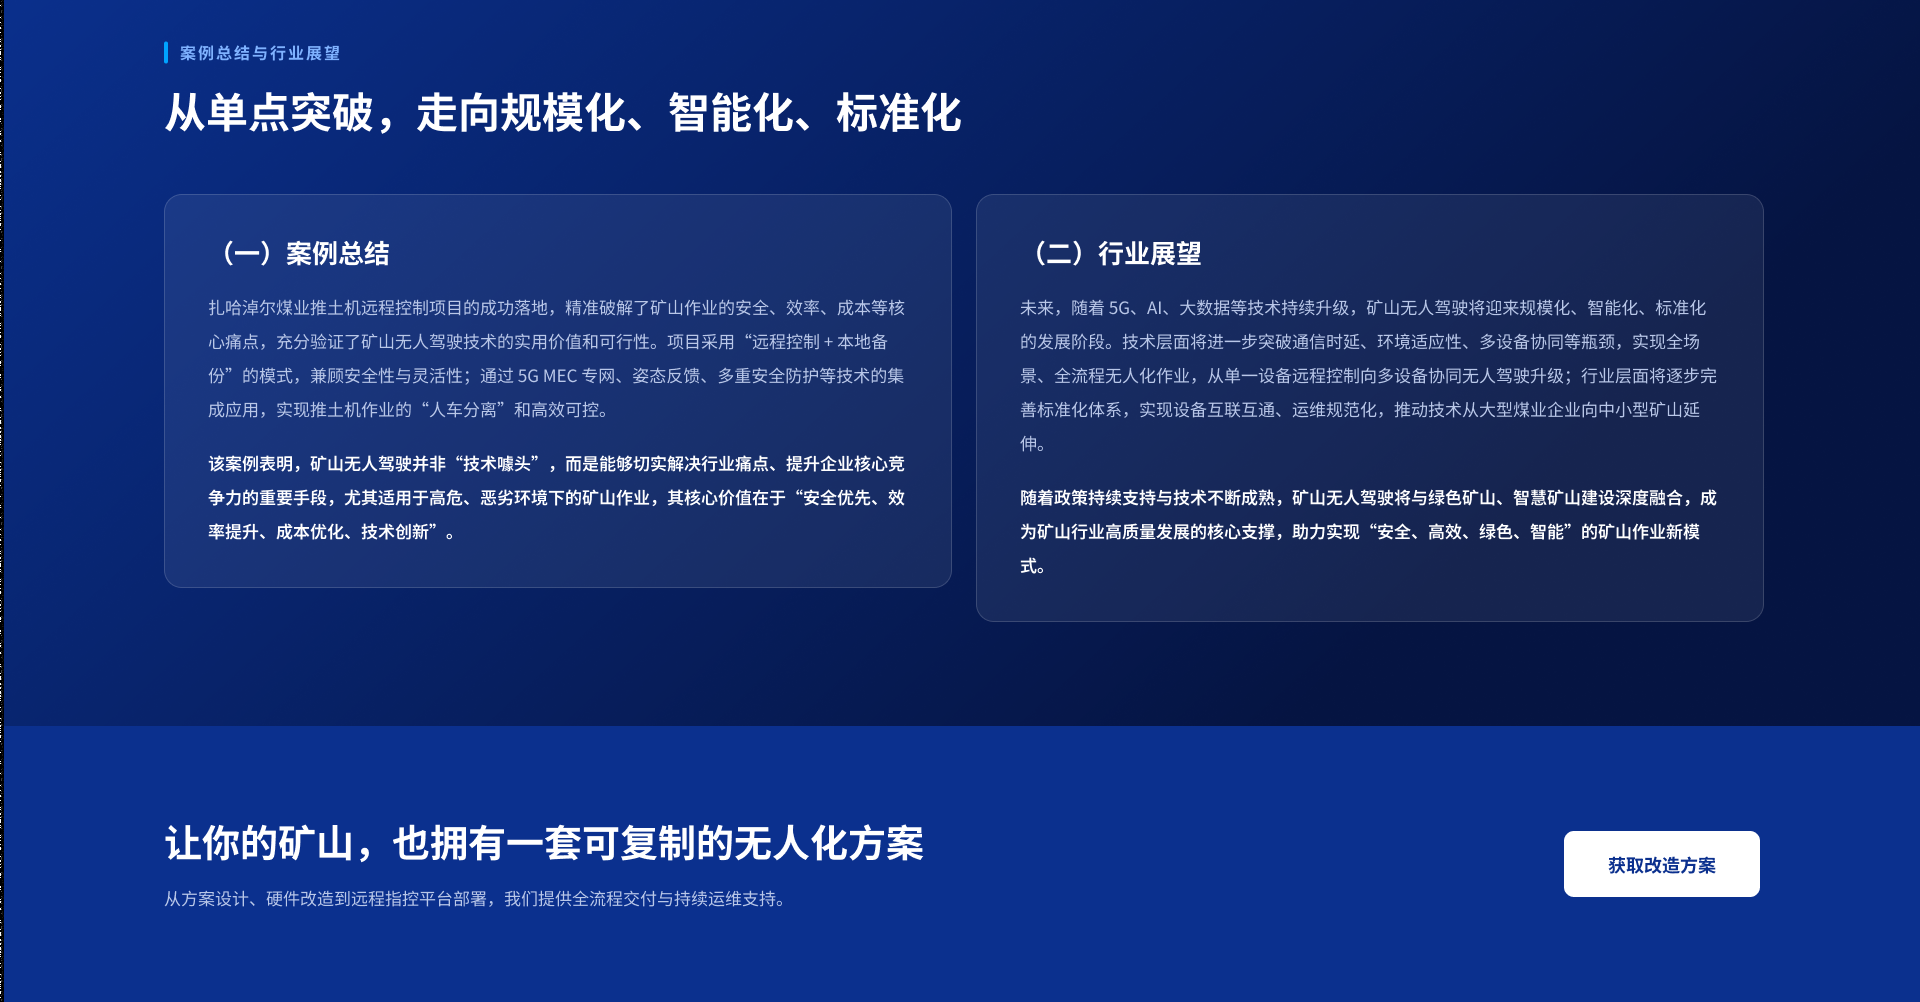 案例总结与行业展望
从单点突破，走向规模化、智能化、标准化
（一）案例总结
扎哈淖尔煤业推土机远程控制项目的成功落地，精准破解了矿山作业的安全、效率、成本等核
心痛点，充分验证了矿山无人驾驶技术的实用价值和可行性。项目采用“远程控制 + 本地备
份”的模式，兼顾安全性与灵活性；通过 5G MEC 专网、姿态反馈、多重安全防护等技术的集
成应用，实现推土机作业的“人车分离”和高效可控。
该案例表明，矿山无人驾驶并非“技术噱头”，而是能够切实解决行业痛点、提升企业核心竞
争力的重要手段，尤其适用于高危、恶劣环境下的矿山作业，其核心价值在于“安全优先、效
率提升、成本优化、技术创新”。
（二）行业展望
未来，随着 5G、AI、大数据等技术持续升级，矿山无人驾驶将迎来规模化、智能化、标准化
的发展阶段。技术层面将进一步突破通信时延、环境适应性、多设备协同等瓶颈，实现全场
景、全流程无人化作业，从单一设备远程控制向多设备协同无人驾驶升级；行业层面将逐步完
善标准化体系，实现设备互联互通、运维规范化，推动技术从大型煤业企业向中小型矿山延
伸。
随着政策持续支持与技术不断成熟，矿山无人驾驶将与绿色矿山、智慧矿山建设深度融合，成
为矿山行业高质量发展的核心支撑，助力实现“安全、高效、绿色、智能”的矿山作业新模
式。
让你的矿山，也拥有一套可复制的无人化方案
从方案设计、硬件改造到远程指控平台部署，我们提供全流程交付与持续运维支持。
获取改造方案